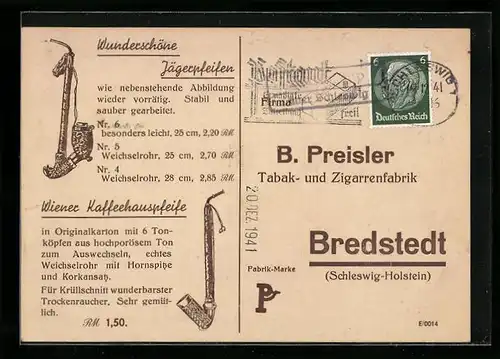 Wunderschöne
Jägerpfeifen
wie nebenstehende Abbildung
wieder vorrätig. Stabil und
sauber gearbeitet.
Nr. 6
besonders leicht, 25 cm, 2,20 RM
Nr. 5
Weichselrohr, 25 cm, 2,70 RM
Nr. 4
Weichselrohr, 28 cm, 2,85 RM
Wiener Kaffeehauspfeife
in Originalkarton mit 6 Ton-
köpfen aus hochporösem Ton
zum Auswechseln, echtes
Weichselrohr mit Hornspitze
und Korkansatz.
Für Krüllschnitt wunderbarster
Trockenraucher. Sehr gemüt-
lich.
RM 1,50.
Schleswig
Firma
6 6
Deutsches Reich
41
B. Preisler
Tabak- und Zigarrenfabrik
20 DEZ. 1941
Bredstedt
(Schleswig-Holstein)
Fabrik-Marke
P
E/0014